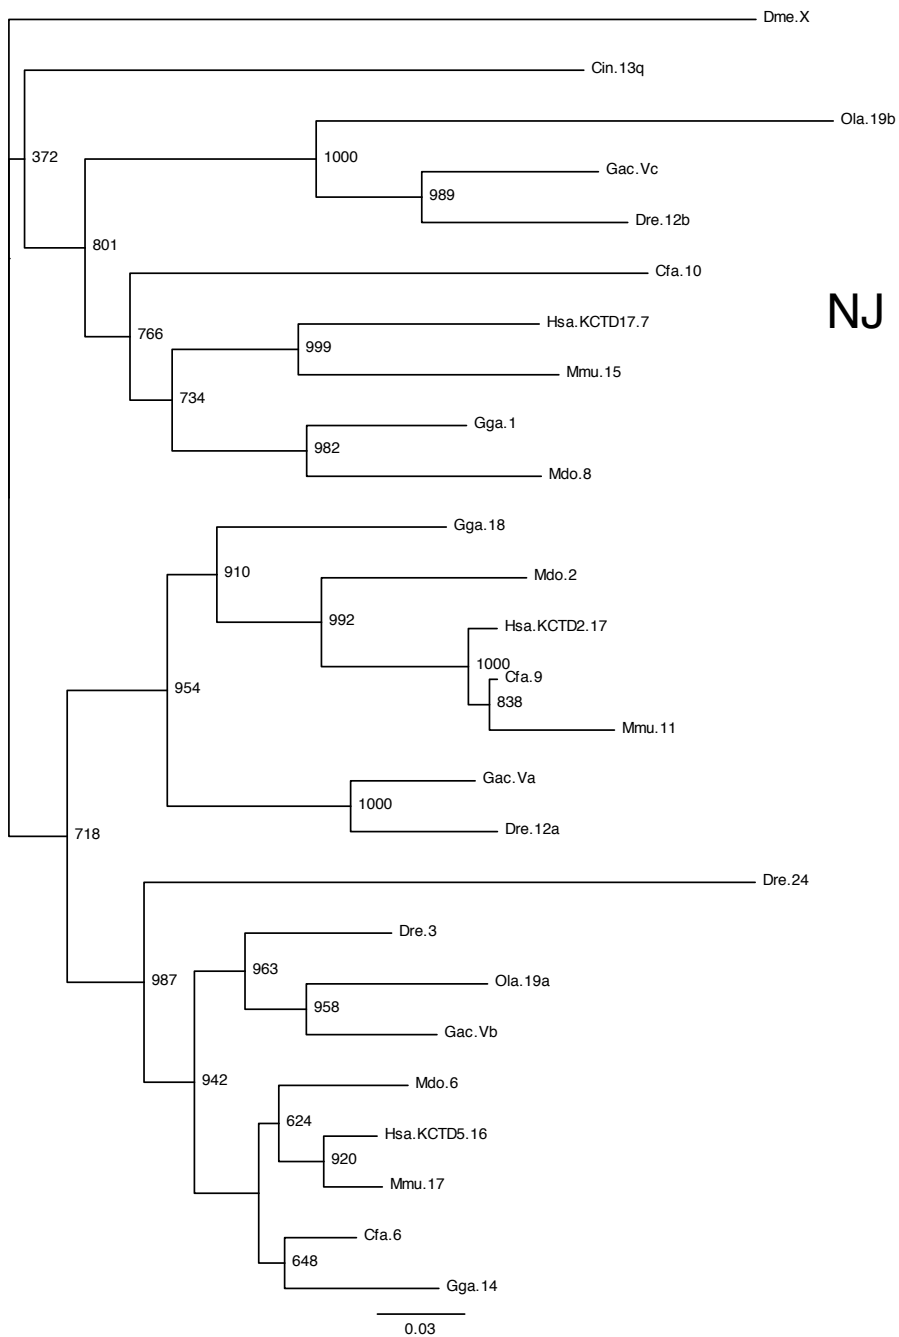 Dme.X
Cin.13q
Ola.19b
372
1000
Gac.Vc
989
Dre.12b
801
Cfa.10
NJ
Hsa.KCTD17.7
766
999
Mmu.15
734
Gga.1
982
Mdo.8
Gga.18
910
Mdo.2
992
Hsa.KCTD2.17
1000
Cfa.9
954
838
Mmu.11
Gac.Va
1000
Dre.12a
718
Dre.24
Dre.3
963
987
Ola.19a
958
Gac.Vb
942
Mdo.6
624
Hsa.KCTD5.16
920
Mmu.17
Cfa.6
648
Gga.14
0.03